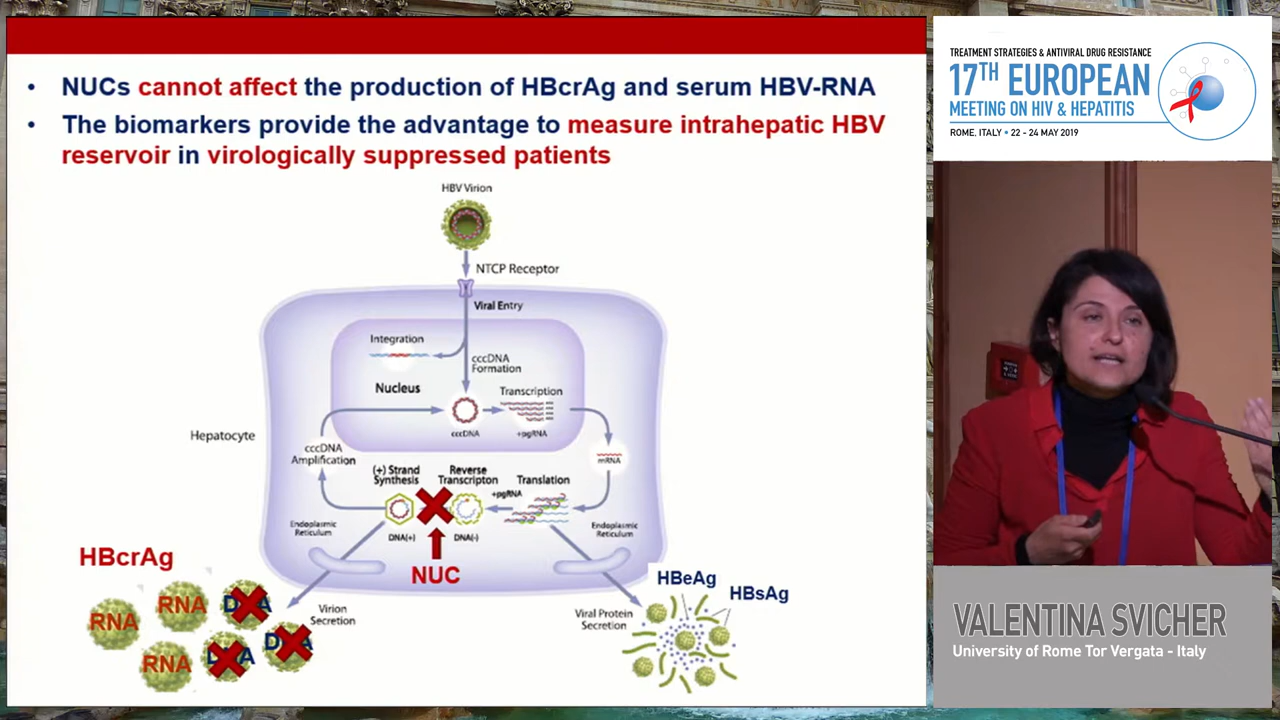 • NUCs cannot affect the production of HBcrAg and serum HBV-RNA
• The biomarkers provide the advantage to measure intrahepatic HBV
reservoir in virologically suppressed patients
HBV Virion
NTCP Receptor
Viral Entry
Integration
cccDNA
Formation
Nucleus
Transcription
cccDNA
+pgRNA
Hepatocyte
cccDNA
Amplification
mRNA
(+) Strand
Synthesis
Reverse
Transcripton
Translation
+pgRNA
DNA(+)
DNA(-)
Endoplasmic
Reticulum
Endoplasmic
Reticulum
NUC
HBcrAg
RNA
RNA
RNA
Virion
Secretion
Viral Protein
Secretion
HBeAg
HBsAg
TREATMENT STRATEGIES & ANTIVIRAL DRUG RESISTANCE
17TH EUROPEAN
MEETING ON HIV & HEPATITIS
ROME, ITALY • 22 - 24 MAY 2019
VALENTINA SVICHER
University of Rome Tor Vergata - Italy